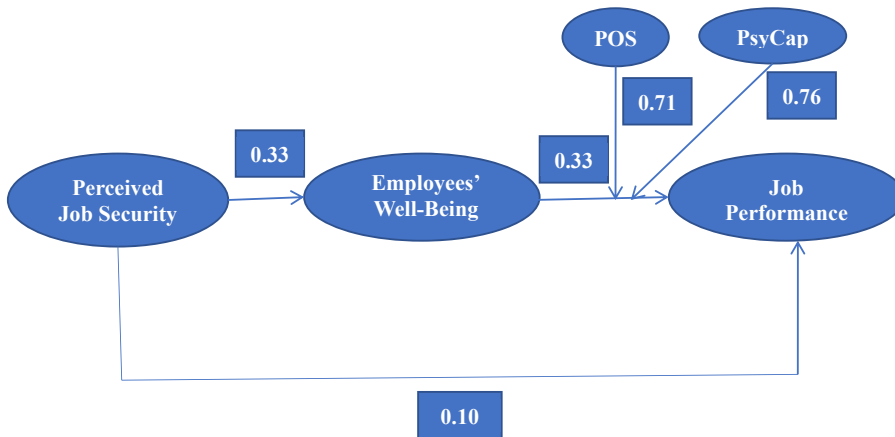 POS
PsyCap
0.71
0.76
0.33
0.33
Perceived
Job Security
Employees’
Well-Being
Job
Performance
0.10